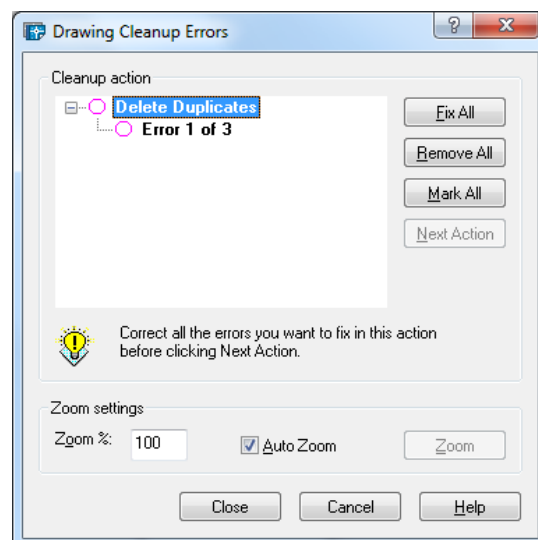 Drawing Cleanup Errors
?
X
Cleanup action
Delete Duplicates
Error 1 of 3
Fix All
Remove All
Mark All
Next Action
Correct all the errors you want to fix in this action
before clicking Next Action.
Zoom settings
Zoom %: 100 Auto Zoom Zoom
Close Cancel Help